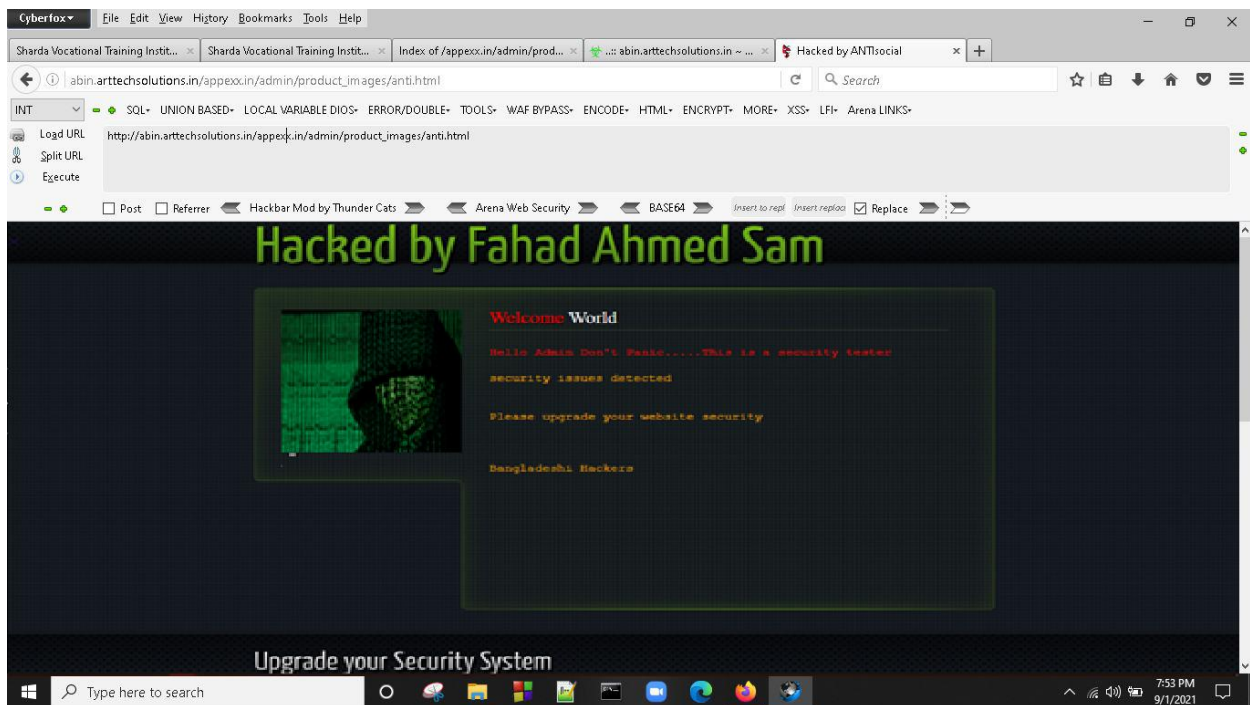 Cyberfox File Edit View History Bookmarks Tools Help
Sharda Vocational Training Instit... Sharda Vocational Training Instit... Index of /appexx.in/admin/prod... ..:: abin.arttechsolutions.in ~ ... Hacked by ANTIsocial
abin.arttechsolutions.in/appexx.in/admin/product_images/anti.html Search
INT SQL UNION BASED LOCAL VARIABLE DIOS ERROR/DOUBLE TOOLS WAF BYPASS ENCODE HTML ENCRYPT MORE XSS LFI Arena LINKS
Load URL http://abin.arttechsolutions.in/appexx.in/admin/product_images/anti.html
Split URL
Execute
Post Referrer Hackbar Mod by Thunder Cats Arena Web Security BASE64 Insert to repl Insert replac Replace
Hacked by Fahad Ahmed Sam
Welcome World
Hello Admin Don't Panic.....This is a security tester
security issues detected
Please upgrade your website security
Bangladeshi Hackers
Upgrade your Security System
Type here to search 7:53 PM
9/1/2021